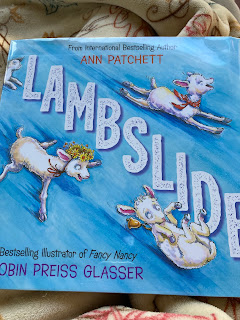 From International Bestselling Author
ANN PATCHETT
LAMBSLIDE
Bestselling Illustrator of Fancy Nancy
OBIN PREISS GLASSER